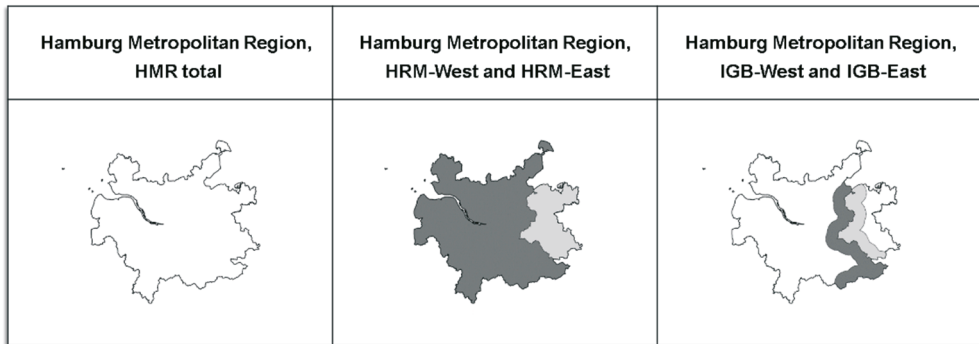 Hamburg Metropolitan Region,
HMR total
Hamburg Metropolitan Region,
HRM-West and HRM-East
Hamburg Metropolitan Region,
IGB-West and IGB-East